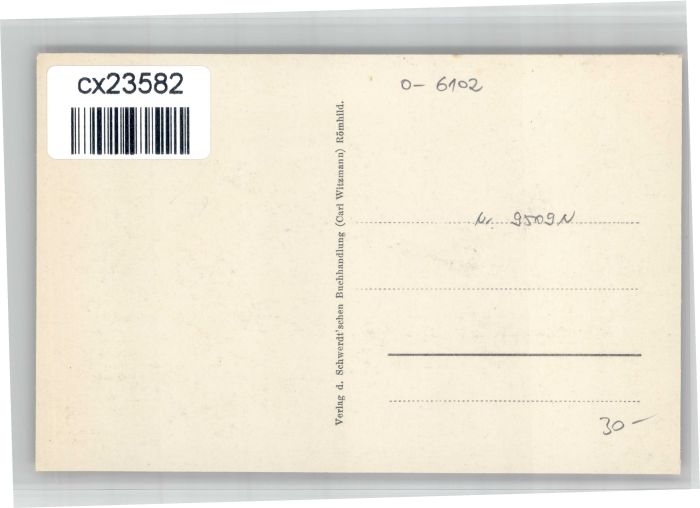 cx23582
o- 6102
Verlag d. Schwerdt'schen Buchhandlung (Carl Witzmann) Römhild.
Nr. 9509N
30-